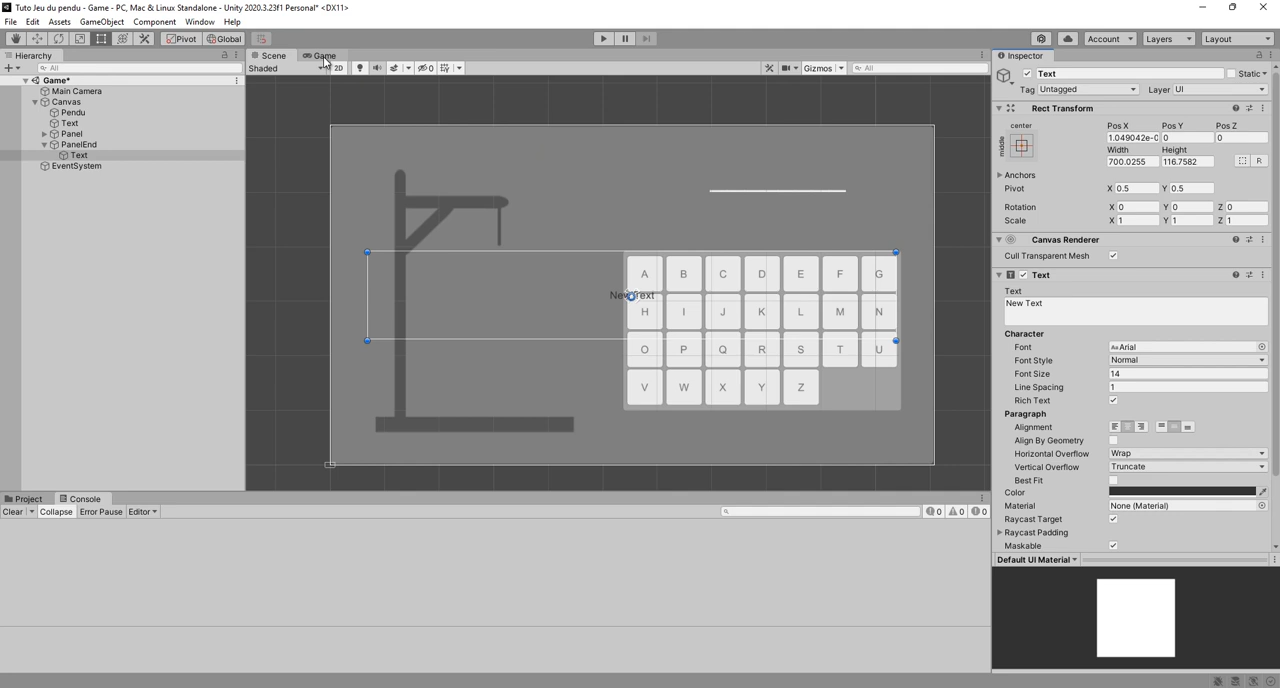 Tuto Jeu du pendu - Game - PC, Mac & Linux Standalone - Unity 2020.3.23f1 Personal* <DX11>
File Edit Assets GameObject Component Window Help
Pivot Global Account Layers Layout
Hierarchy
All
Game*
Main Camera
Canvas
Pendu
Text
Panel
PanelEnd
Text
EventSystem
Scene Game
Shaded 2D 0 Gizmos All
A B C D E F G
New Text
H I J K L M N
O P Q R S T U
V W X Y Z
Project Console
Clear Collapse Error Pause Editor 0 0 0
Inspector
Text Static
Tag Untagged Layer UI
Rect Transform
center Pos X Pos Y Pos Z
middle 1.049042e-0 0 0
Width Height
700.0255 116.7582 R
Anchors
Pivot X 0.5 Y 0.5
Rotation X 0 Y 0 Z 0
Scale X 1 Y 1 Z 1
Canvas Renderer
Cull Transparent Mesh
T Text
Text
New Text
Character
Font Arial
Font Style Normal
Font Size 14
Line Spacing 1
Rich Text
Paragraph
Alignment
Align By Geometry
Horizontal Overflow Wrap
Vertical Overflow Truncate
Best Fit
Color
Material None (Material)
Raycast Target
Raycast Padding
Maskable
Default UI Material